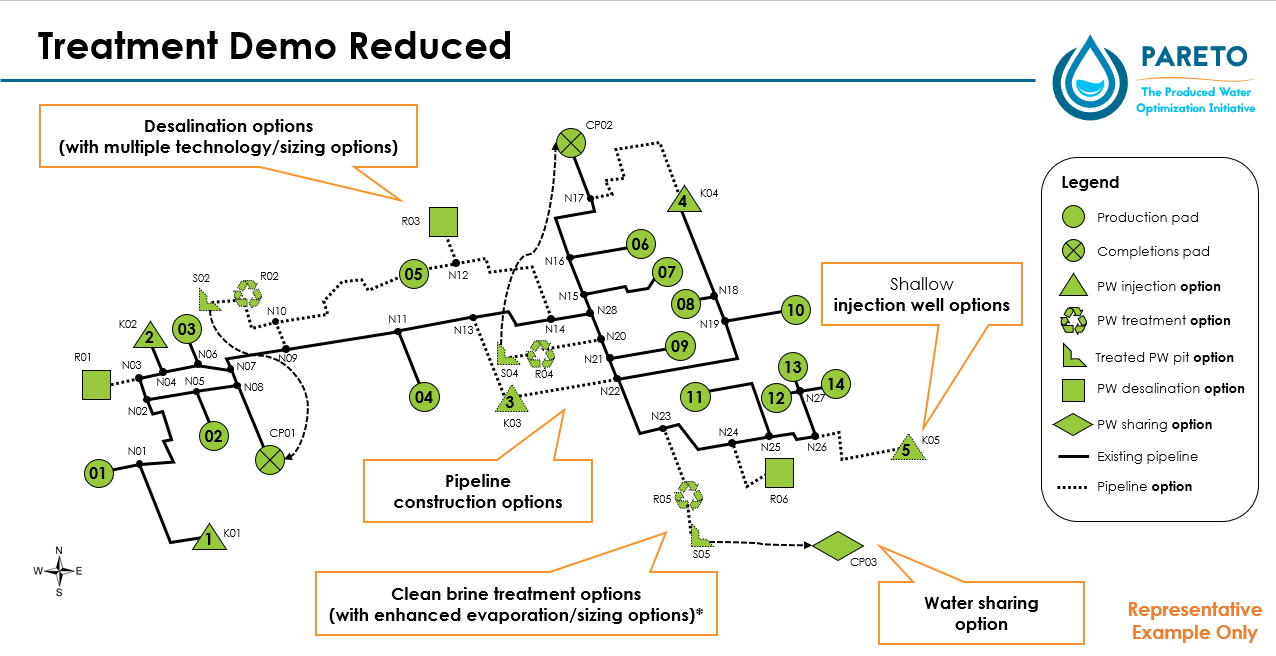 Treatment Demo Reduced
PARETO
The Produced Water
Optimization Initiative
Desalination options
(with multiple technology/sizing options)
CP02
N17
4
K04
R03
06
N16
07
05
N12
S02
R02
N15
08
N18
N28
10
N10
N11
N13
N14
N19
K02
2
03
N20
09
N21
R01
N06
N09
S04
R04
N03
N04
N05
N07
N08
N22
3
K03
04
N02
11
13
14
12
N27
02
CP01
N23
N24
N25
N26
5
K05
N01
01
R06
R05
1
K01
S05
CP03
N
W
E
S
Shallow
injection well options
Pipeline
construction options
Clean brine treatment options
(with enhanced evaporation/sizing options)*
Water sharing
option
Legend
Production pad
Completions pad
PW injection option
PW treatment option
Treated PW pit option
PW desalination option
PW sharing option
Existing pipeline
Pipeline option
Representative
Example Only